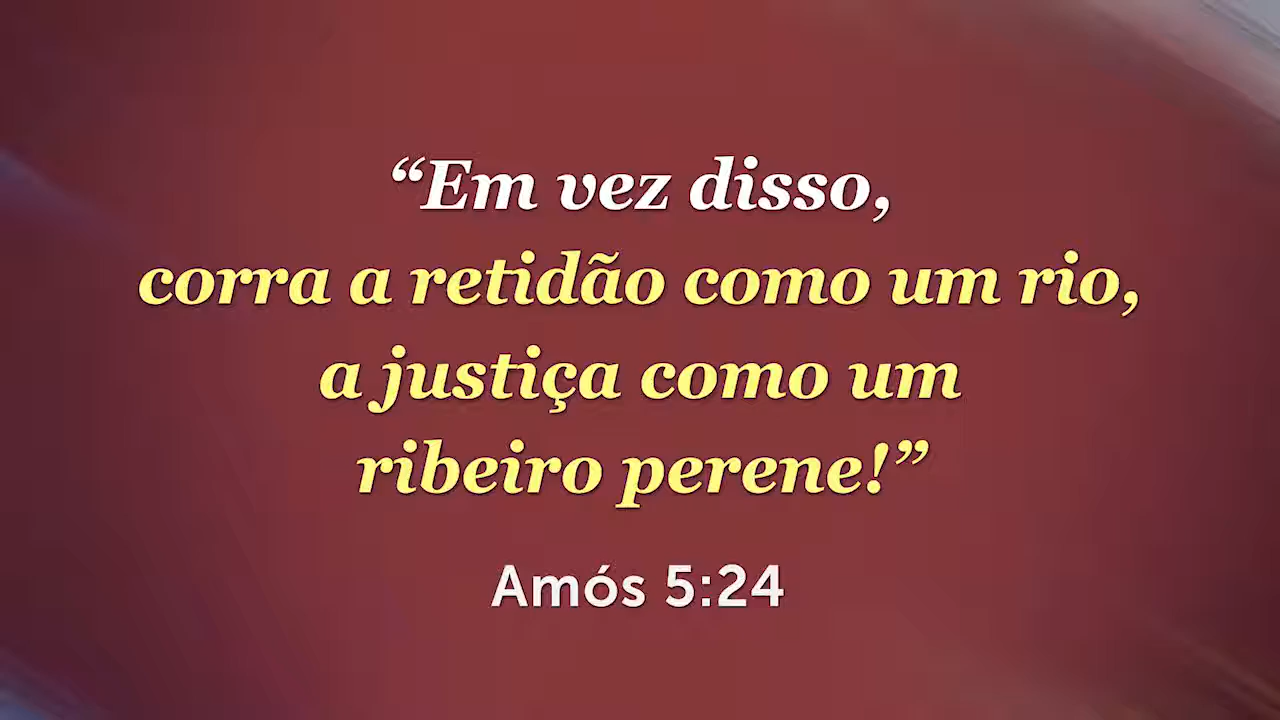 “Em vez disso,
corra a retidão como um rio,
a justiça como um
ribeiro perene!”
Amós 5:24